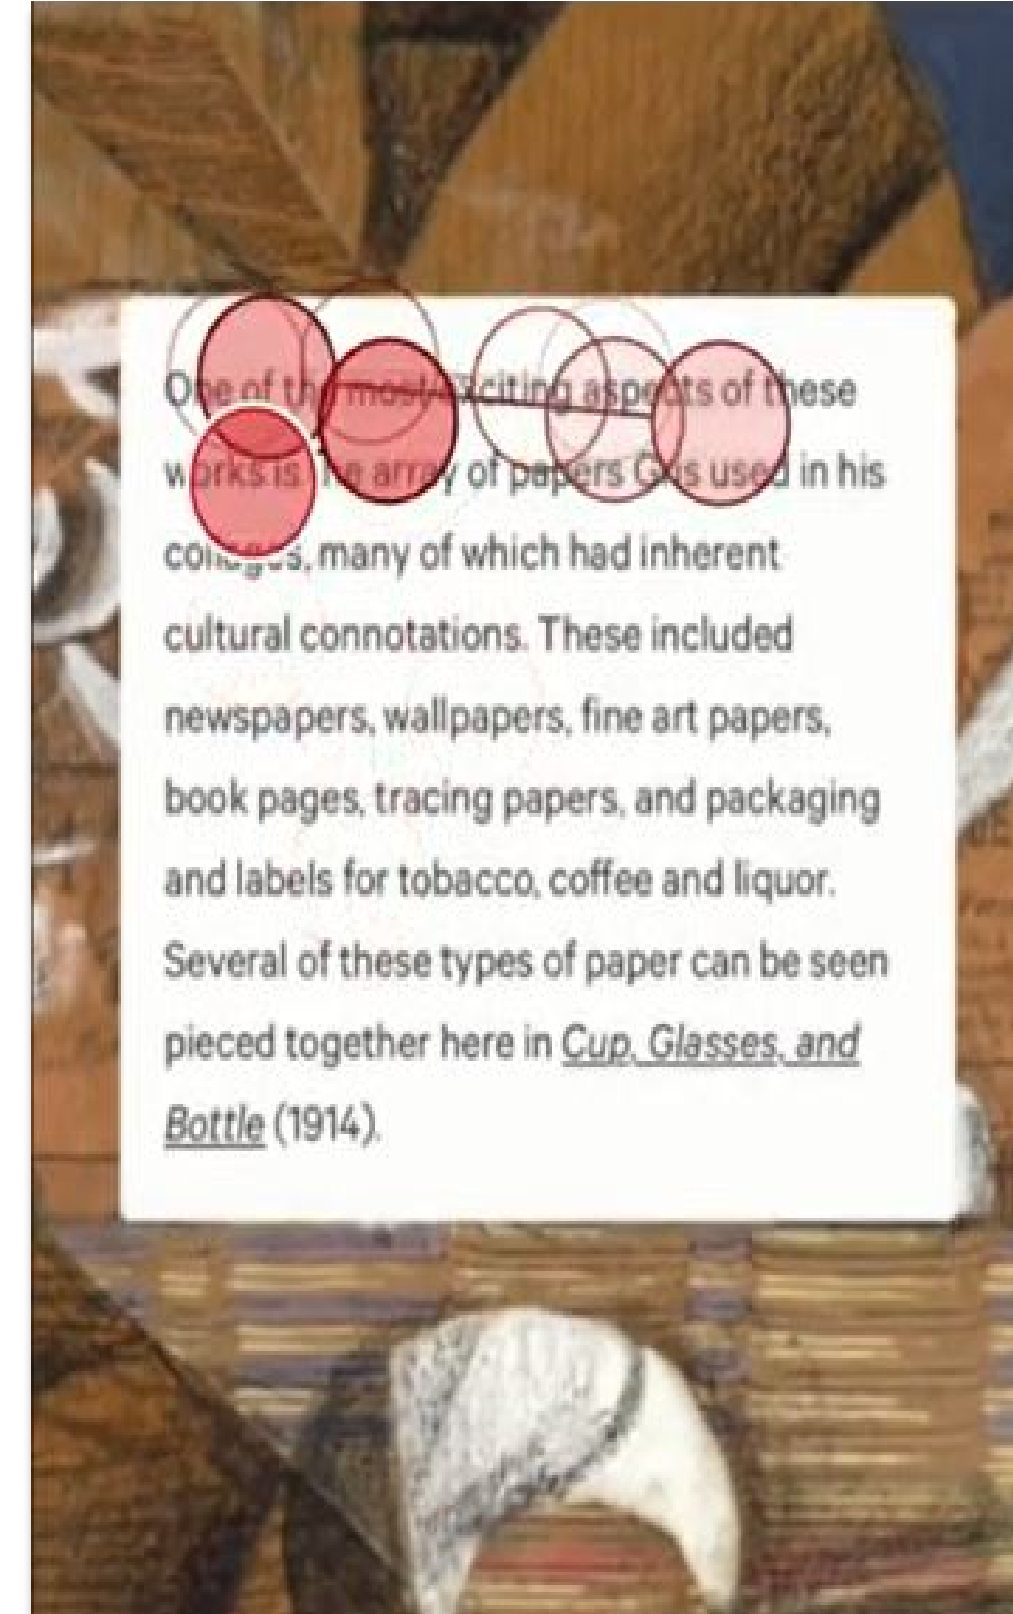 One of the most exciting aspects of these
works is the array of papers Gris used in his
collages, many of which had inherent
cultural connotations. These included
newspapers, wallpapers, fine art papers,
book pages, tracing papers, and packaging
and labels for tobacco, coffee and liquor.
Several of these types of paper can be seen
pieced together here in Cup, Glasses, and
Bottle (1914).